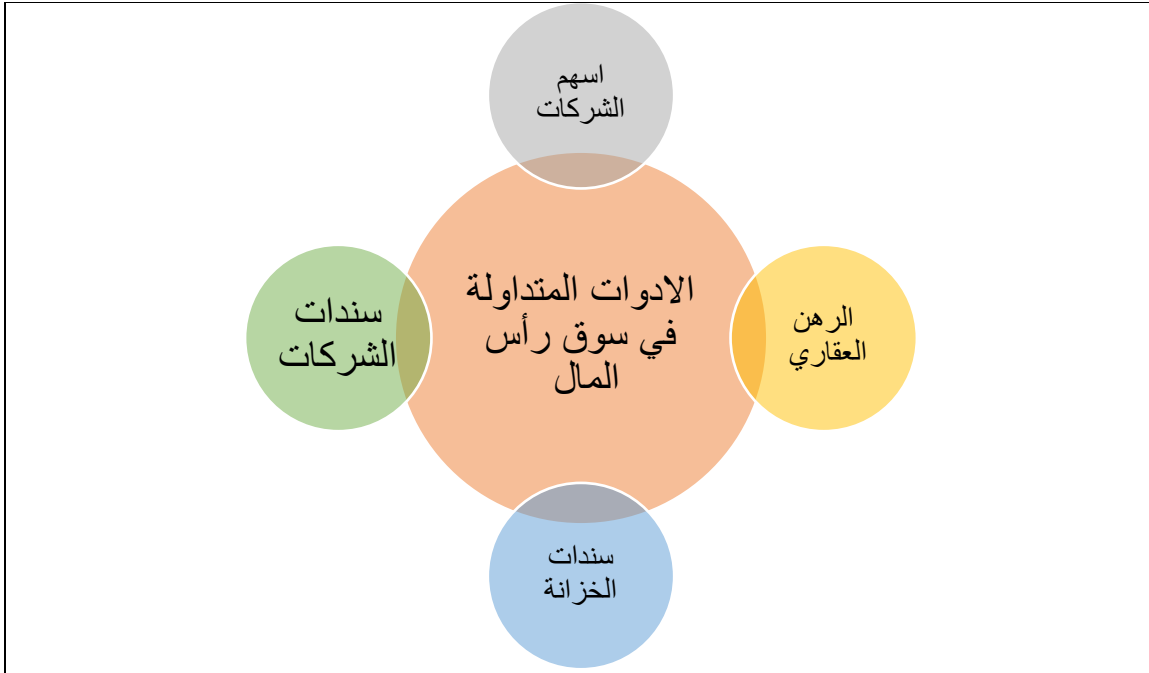 اسهم
الشركات
الادوات المتداولة
في سوق رأس
المال
الرهن
العقاري
سندات
الخزانة
سندات
الشركات